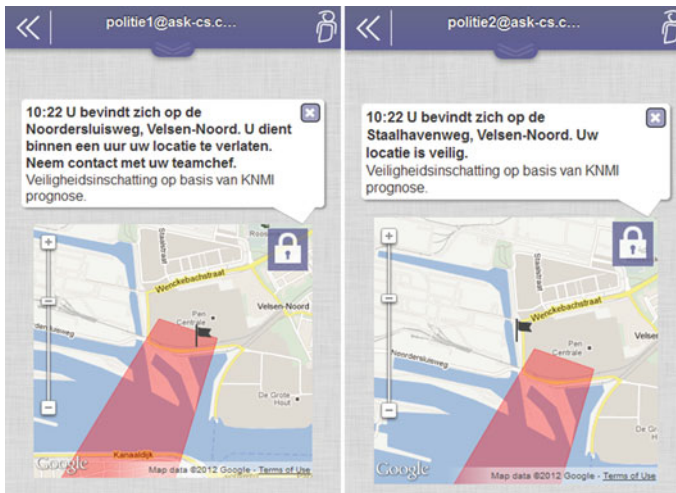 politie1@ask-cs.c...
10:22 U bevindt zich op de
Noordersluisweg, Velsen-Noord. U dient
binnen een uur uw locatie te verlaten.
Neem contact met uw teamchef.
Veiligheidsinschatting op basis van KNMI
prognose.
Staalstraat
Wenckebachstraat
Velsen-Noord
Pen
Centrale
De Grote
Hout
Kanaaldijk
Google
Map data ©2012 Google - Terms of Use
politie2@ask-cs.c...
10:22 U bevindt zich op de
Staalhavenweg, Velsen-Noord. Uw
locatie is veilig.
Veiligheidsinschatting op basis van KNMI
prognose.
Staalstraat
Wenckebachstraat
Velse
Pen
Centrale
Noordersluisweg
De Gr
Google
Map data ©2012 Google - Terms of Use